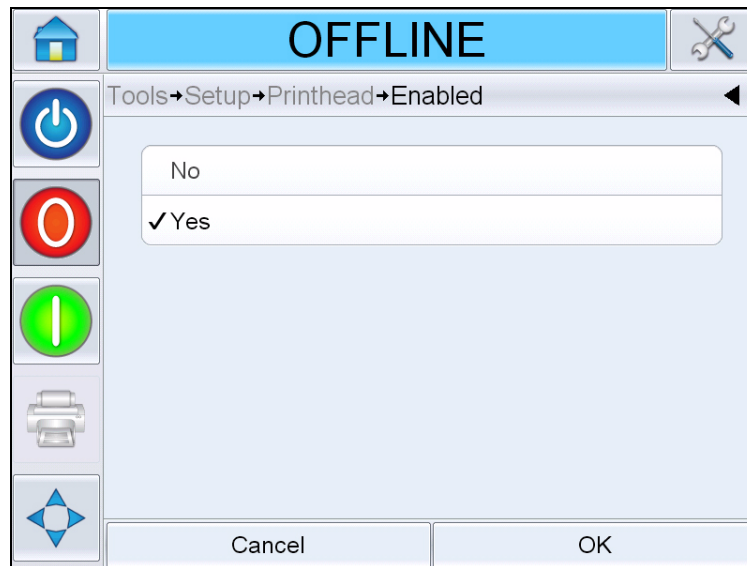 OFFLINE
Tools→Setup→Printhead→Enabled
No
✓Yes
Cancel
OK